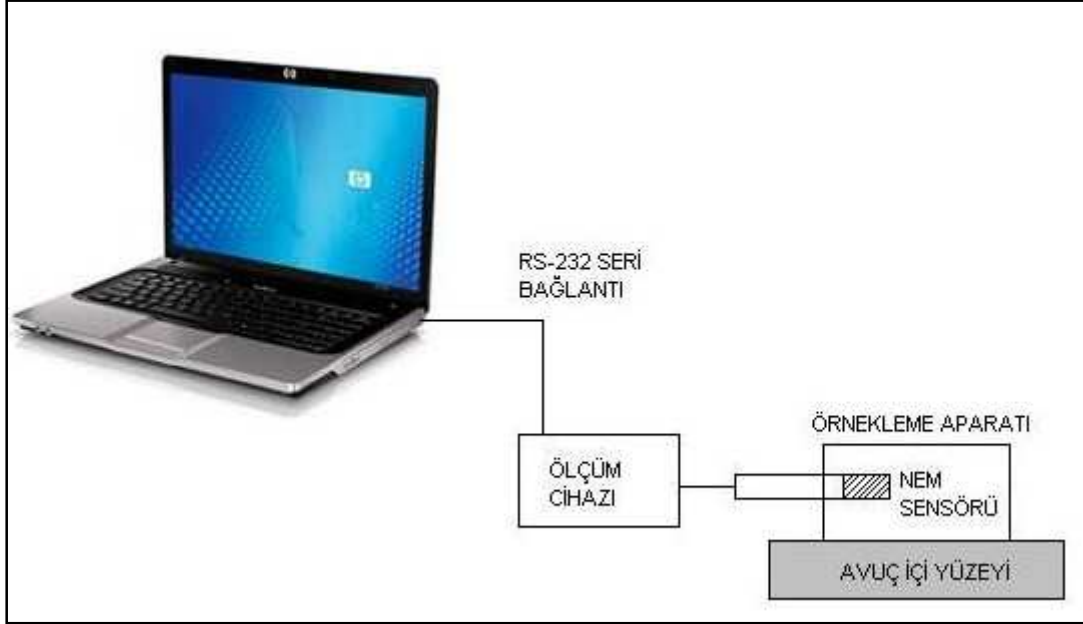 RS-232 SERİ
BAĞLANTI
ÖRNEKLEME APARATI
ÖLÇÜM
CİHAZI
NEM
SENSÖRÜ
AVUÇ İÇİ YÜZEYİ